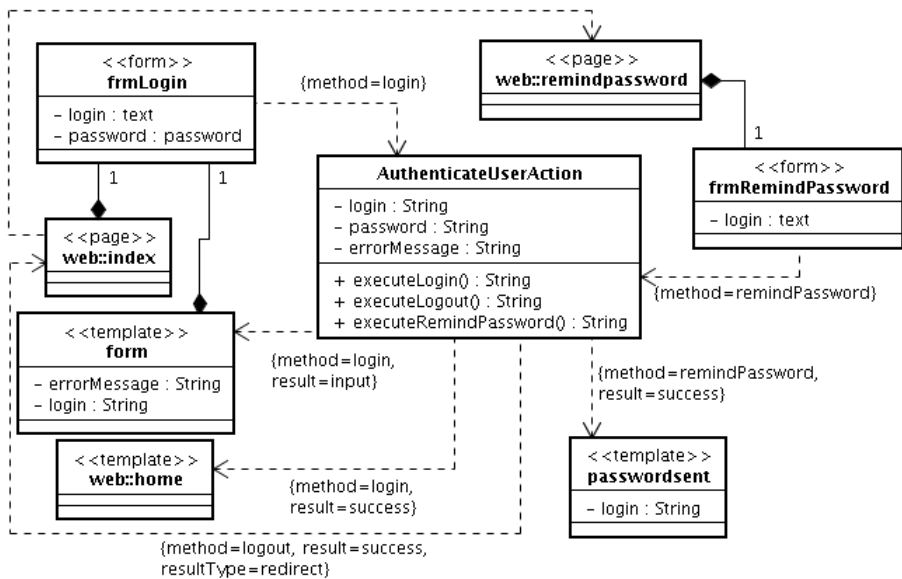 <<form>>
frmLogin
– login : text
– password : password
{method=login}
<<page>>
web::remindpassword
1
1
1
<<form>>
frmRemindPassword
– login : text
AuthenticateUserAction
– login : String
– password : String
– errorMessage : String
+ executeLogin() : String
+ executeLogout() : String
+ executeRemindPassword() : String
<<page>>
web::index
{method=remindPassword}
<<template>>
form
– errorMessage : String
– login : String
{method=login,
result=input}
{method=remindPassword,
result=success}
<<template>>
web::home
{method=login,
result=success}
<<template>>
passwordsent
– login : String
{method=logout, result=success,
resultType=redirect}